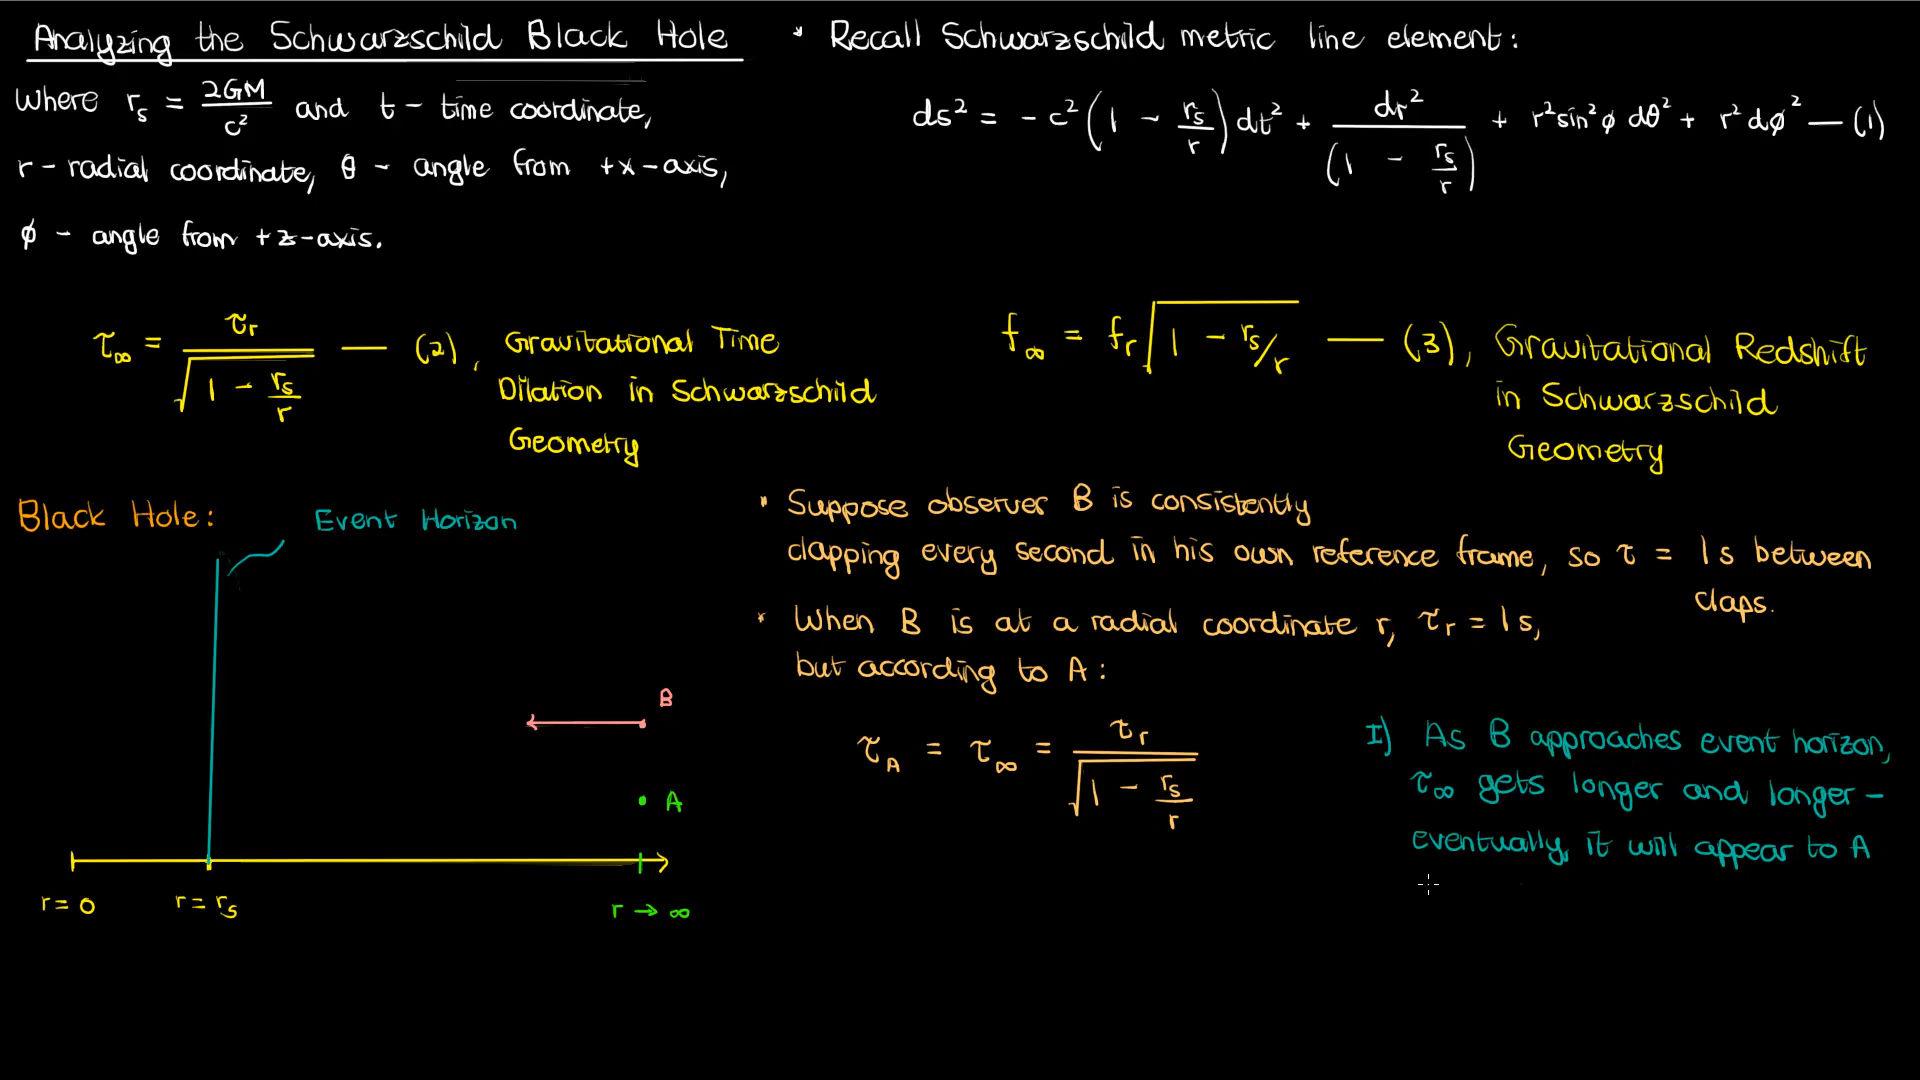 Analyzing the Schwarzschild Black Hole
where r_s = 2GM/c² and t - time coordinate,
r - radial coordinate, θ - angle from +x-axis,
ϕ - angle from +z-axis.
* Recall Schwarzschild metric line element:
ds² = -c² (1 - r_s/r) dt² + dr²/(1 - r_s/r) + r² sin²ϕ dθ² + r² dϕ² — (1)
τ_∞ = τ_r/√(1 - r_s/r) — (2), Gravitational Time
Dilation in Schwarzschild
Geometry
f_∞ = f_r √(1 - r_s/r) — (3), Gravitational Redshift
in Schwarzschild
Geometry
Black Hole:
Event Horizon
B
A
r = 0
r = r_s
r → ∞
* Suppose observer B is consistently
clapping every second in his own reference frame, so τ = 1s between
claps.
* When B is at a radial coordinate r, τ_r = 1s,
but according to A:
τ_A = τ_∞ = τ_r/√(1 - r_s/r)
I) As B approaches event horizon,
τ_∞ gets longer and longer -
eventually, it will appear to A